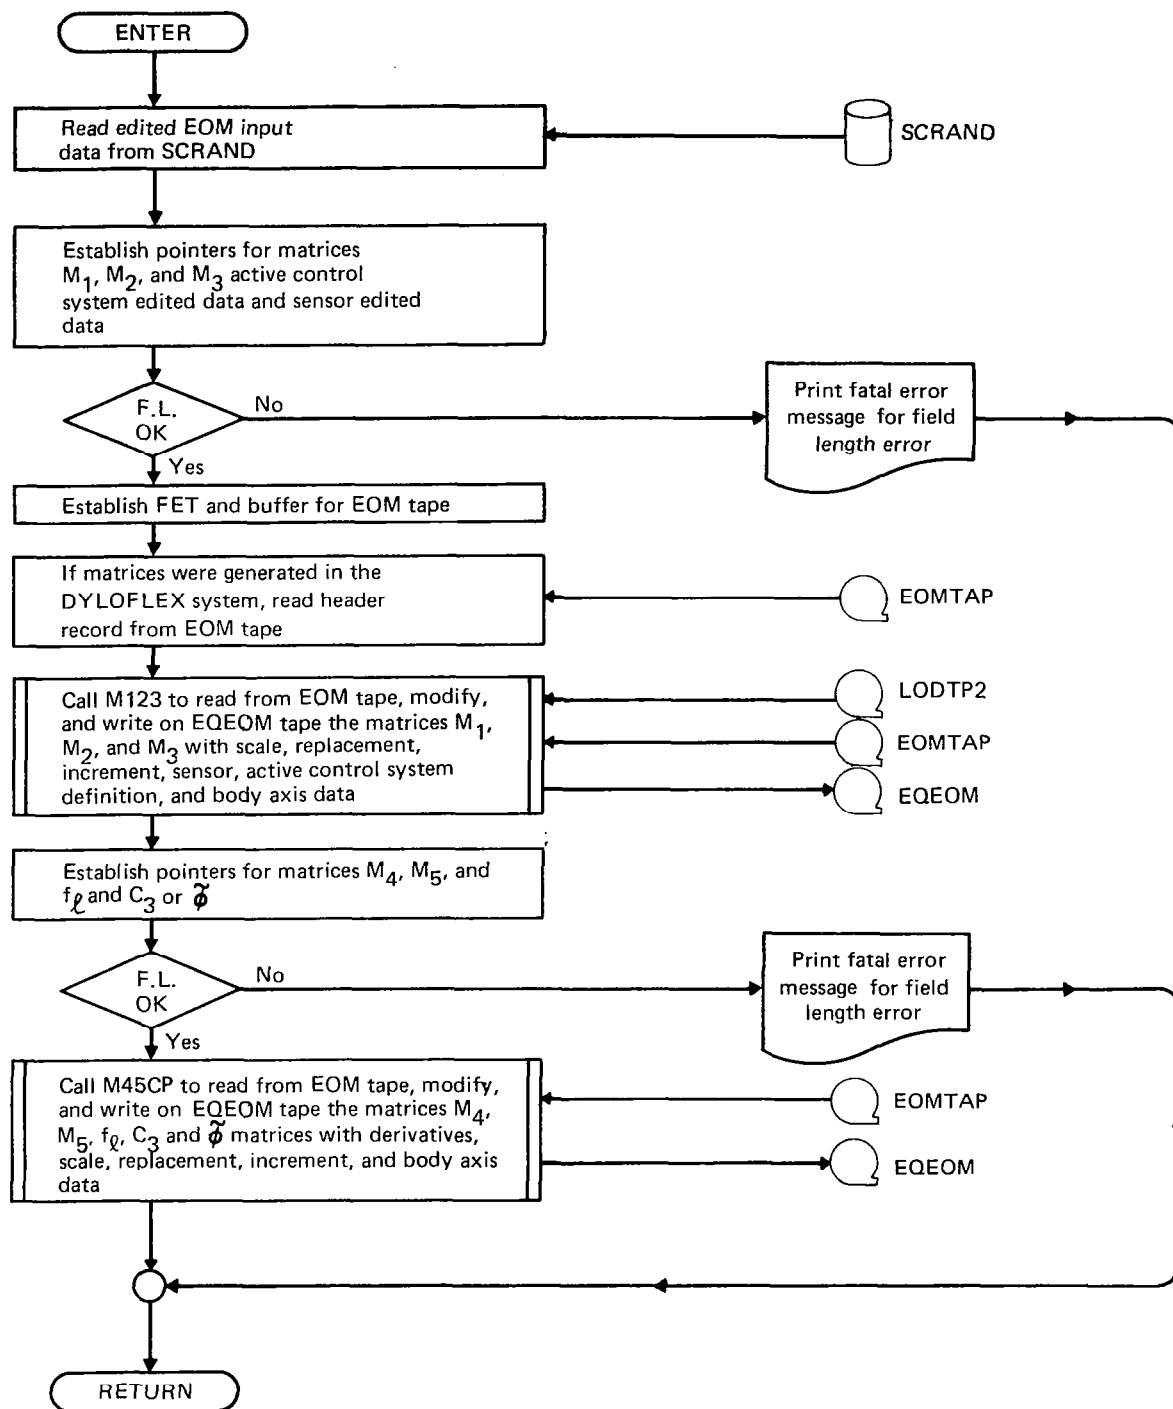 ENTER
Read edited EOM input
data from SCRAND
SCRAND
Establish pointers for matrices
M₁, M₂, and M₃ active control
system edited data and sensor edited
data
F.L.
OK
No
Yes
Print fatal error
message for field
length error
Establish FET and buffer for EOM tape
If matrices were generated in the
DYLOFLEX system, read header
record from EOM tape
EOMTAP
Call M123 to read from EOM tape, modify,
and write on EQEOM tape the matrices M₁,
M₂, and M₃ with scale, replacement,
increment, sensor, active control system
definition, and body axis data
LODTP2
EOMTAP
EQEOM
Establish pointers for matrices M₄, M₅, and
fℓ and C₃ or ϕ̃
F.L.
OK
No
Yes
Print fatal error
message for field
length error
Call M45CP to read from EOM tape, modify,
and write on EQEOM tape the matrices M₄,
M₅, fℓ, C₃ and ϕ̃ matrices with derivatives,
scale, replacement, increment, and body axis
data
EOMTAP
EQEOM
RETURN